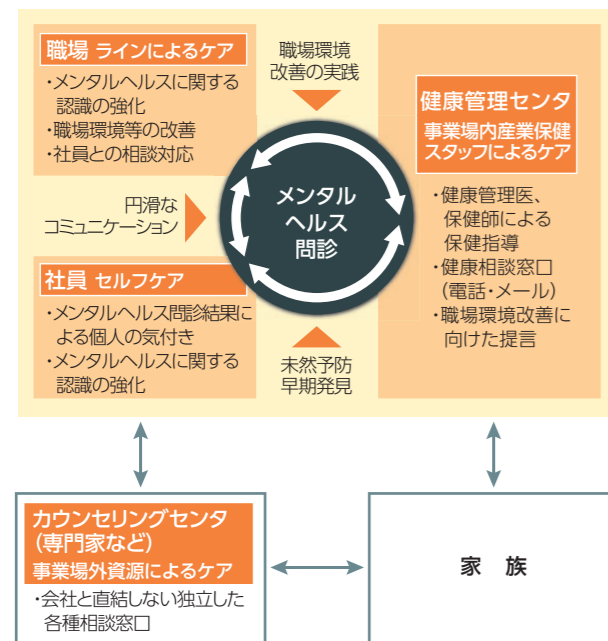 職場 ラインによるケア
・メンタルヘルスに関する
認識の強化
・職場環境等の改善
・社員との相談対応
職場環境
改善の実践
健康管理センタ
事業場内産業保健
スタッフによるケア
・健康管理医、
保健師による
保健指導
・健康相談窓口
(電話・メール)
・職場環境改善に
向けた提言
円滑な
コミュニケーション
メンタル
ヘルス
問診
社員 セルフケア
・メンタルヘルス問診結果に
よる個人の気付き
・メンタルヘルスに関する
認識の強化
未然予防
早期発見
カウンセリングセンタ
(専門家など)
事業場外資源によるケア
・会社と直結しない独立した
各種相談窓口
家 族